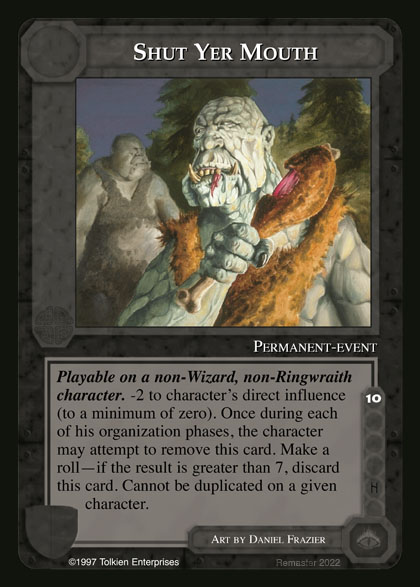 Shut Yer Mouth
Permanent-event
Playable on a non-Wizard, non-Ringwraith
character. -2 to character's direct influence
(to a minimum of zero). Once during each
of his organization phases, the character
may attempt to remove this card. Make a
roll—if the result is greater than 7, discard
this card. Cannot be duplicated on a given
character.
10
H
Art by Daniel Frazier
©1997 Tolkien Enterprises
Remaster 2022